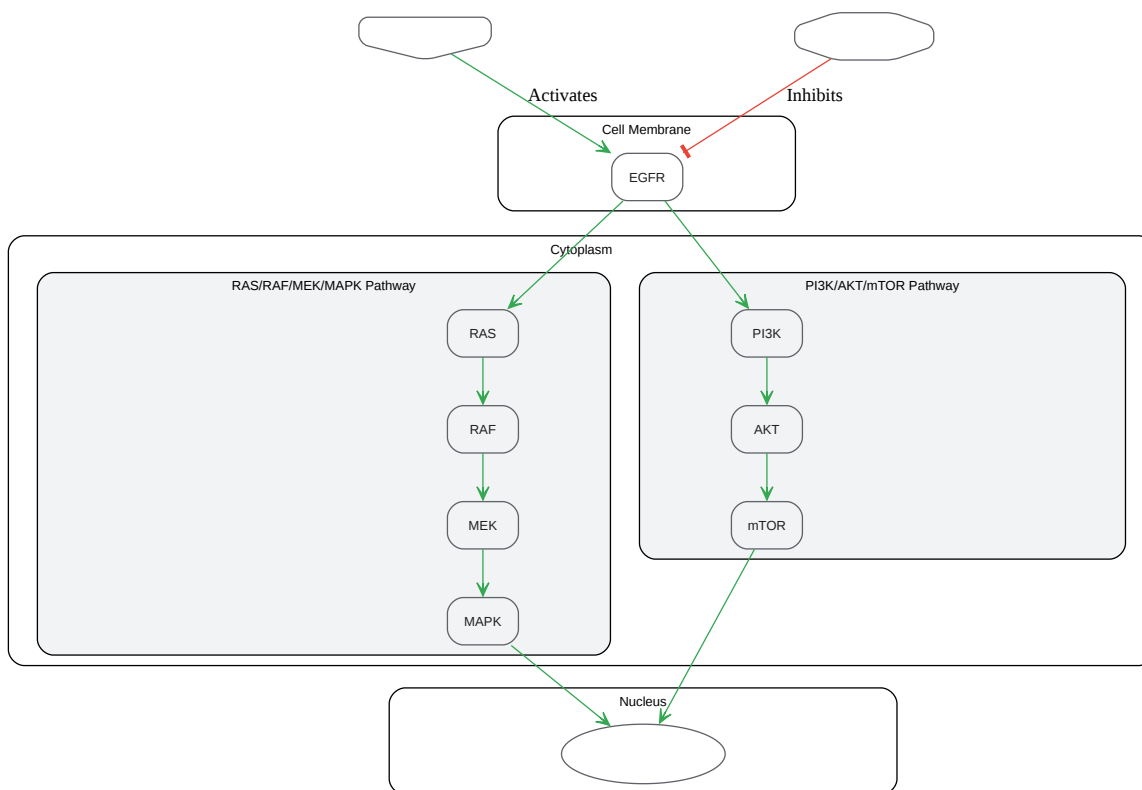 Activates
Inhibits
Cell Membrane
EGFR
Cytoplasm
RAS/RAF/MEK/MAPK Pathway
PI3K/AKT/mTOR Pathway
RAS
PI3K
RAF
AKT
MEK
mTOR
MAPK
Nucleus